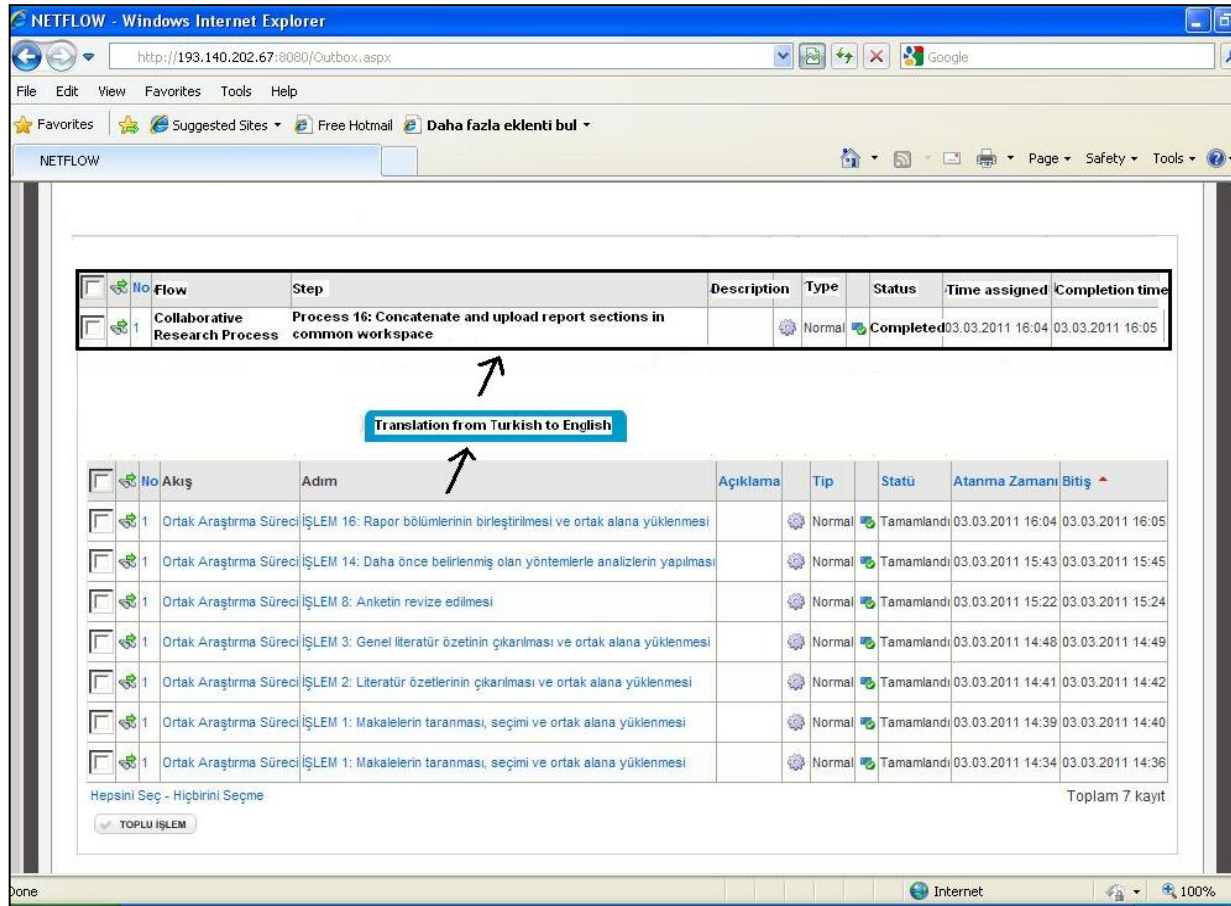 NETFLOW - Windows Internet Explorer
http://193.140.202.67:8080/Outbox.aspx
Google
File Edit View Favorites Tools Help
Favorites Suggested Sites Free Hotmail Daha fazla eklenti bul
NETFLOW Page Safety Tools
No Flow Step Description Type Status Time assigned Completion time
1 Collaborative Research Process Process 16: Concatenate and upload report sections in common workspace Normal Completed 03.03.2011 16:04 03.03.2011 16:05
Translation from Turkish to English
No Akış Adım Açıklama Tip Statü Atanma Zamanı Bitiş
1 Ortak Araştırma Süreci İŞLEM 16: Rapor bölümlerinin birleştirilmesi ve ortak alana yüklenmesi Normal Tamamlandı 03.03.2011 16:04 03.03.2011 16:05
1 Ortak Araştırma Süreci İŞLEM 14: Daha önce belirlenmiş olan yöntemlerle analizlerin yapılması Normal Tamamlandı 03.03.2011 15:43 03.03.2011 15:45
1 Ortak Araştırma Süreci İŞLEM 8: Anketin revize edilmesi Normal Tamamlandı 03.03.2011 15:22 03.03.2011 15:24
1 Ortak Araştırma Süreci İŞLEM 3: Genel literatür özetinin çıkarılması ve ortak alana yüklenmesi Normal Tamamlandı 03.03.2011 14:48 03.03.2011 14:49
1 Ortak Araştırma Süreci İŞLEM 2: Literatür özetlerinin çıkarılması ve ortak alana yüklenmesi Normal Tamamlandı 03.03.2011 14:41 03.03.2011 14:42
1 Ortak Araştırma Süreci İŞLEM 1: Makalelerin taranması, seçimi ve ortak alana yüklenmesi Normal Tamamlandı 03.03.2011 14:39 03.03.2011 14:40
1 Ortak Araştırma Süreci İŞLEM 1: Makalelerin taranması, seçimi ve ortak alana yüklenmesi Normal Tamamlandı 03.03.2011 14:34 03.03.2011 14:36
Hepsini Seç - Hiçbirini Seçme Toplam 7 kayıt
TOPLU İŞLEM
Done Internet 100%